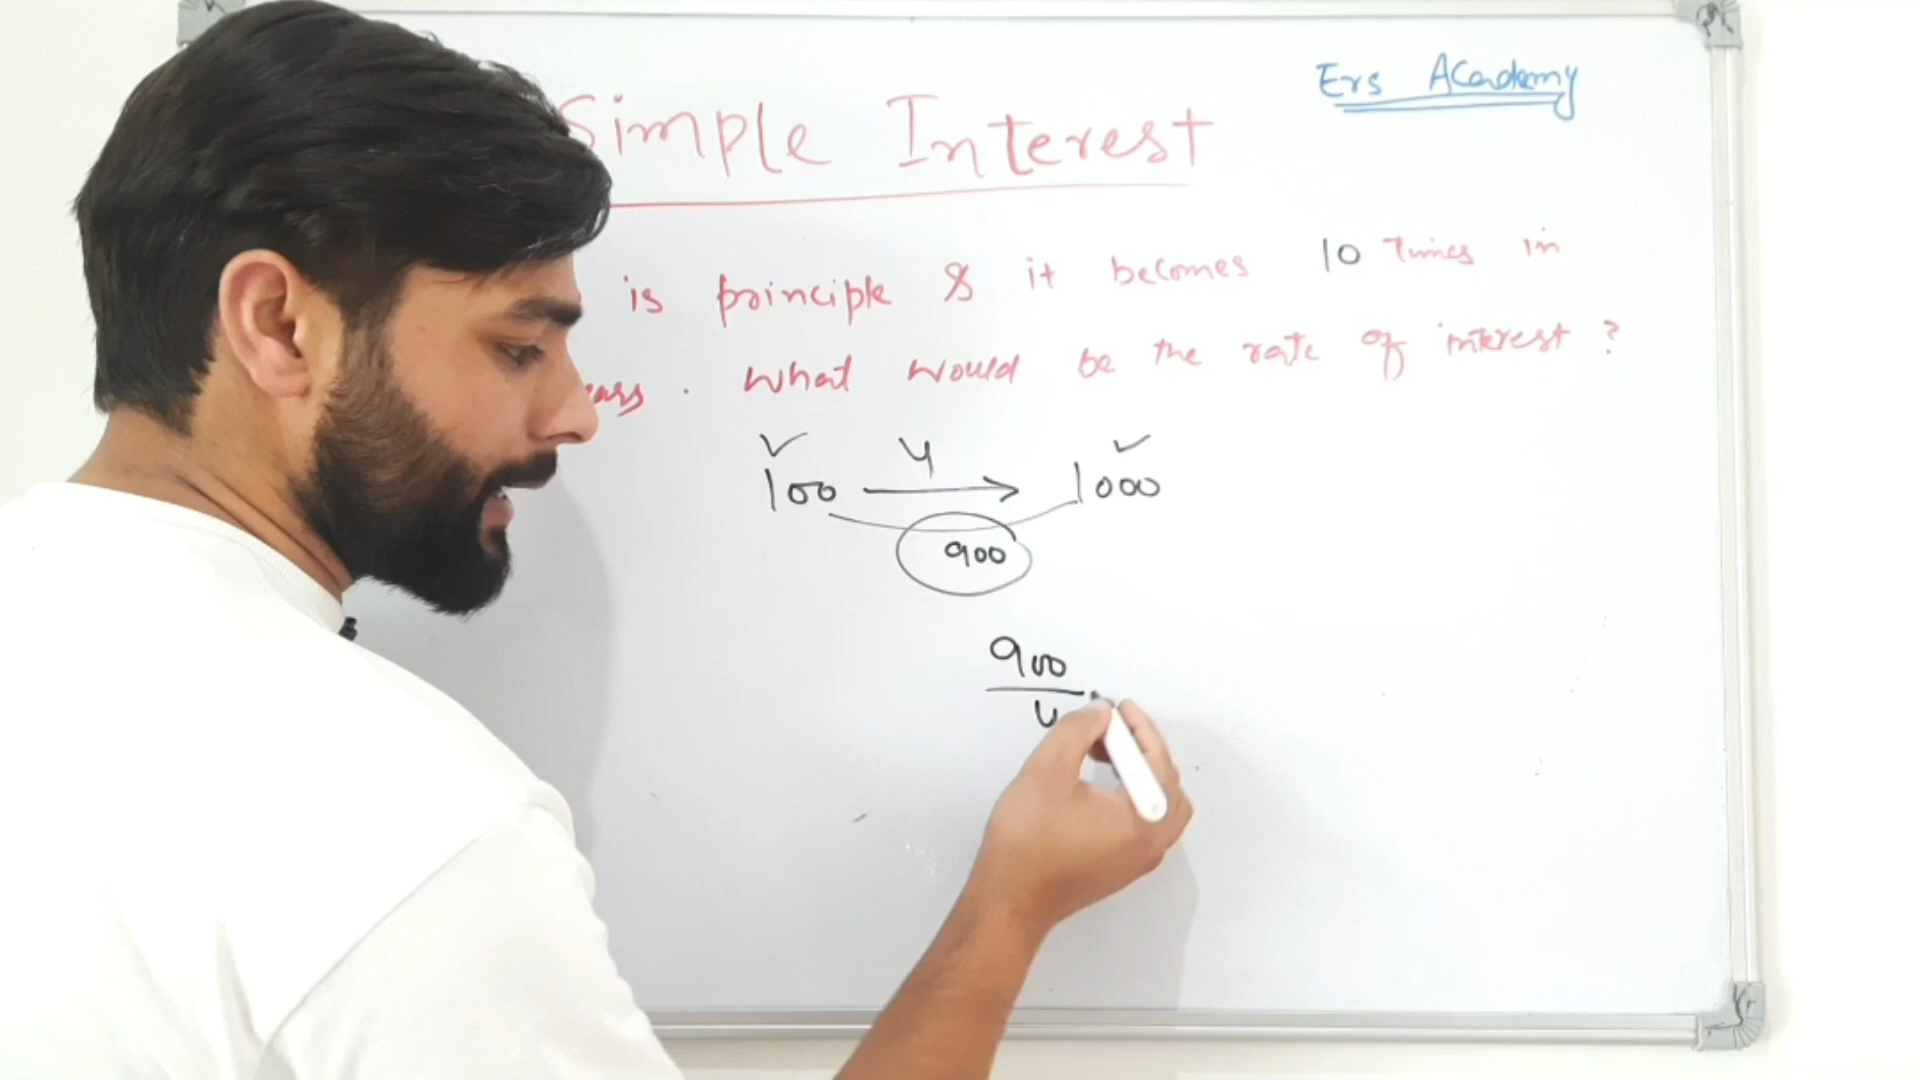 Ers Academy
Simple Interest
is principle & it becomes 10 Times in
What would be the rate of interest ?
4
100 → 1000
900
900
4